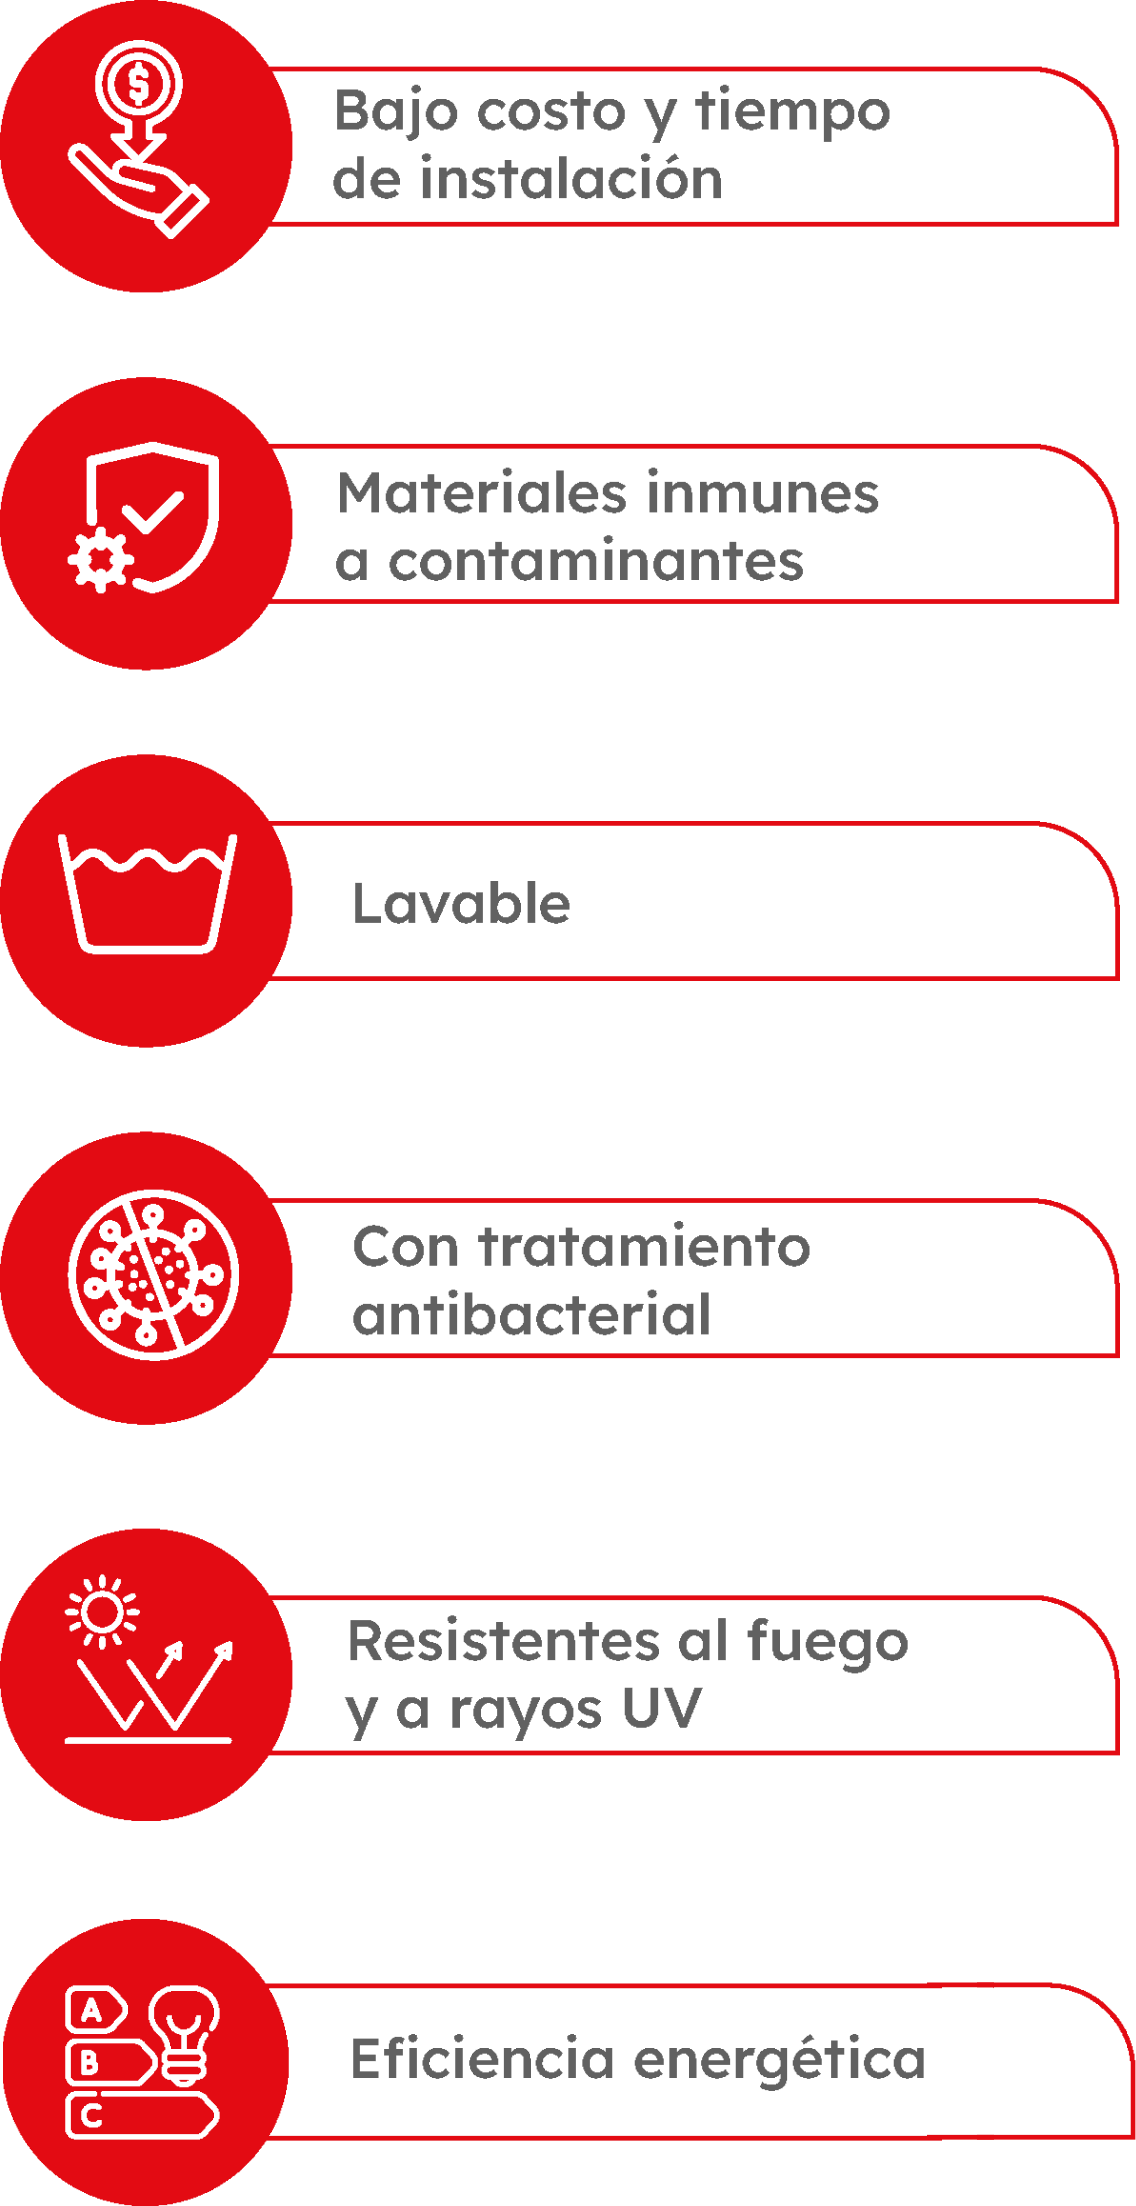 $
Bajo costo y tiempo
de instalación
Materiales inmunes
a contaminantes
Lavable
Con tratamiento
antibacterial
Resistentes al fuego
y a rayos UV
A
B
C
Eficiencia energética